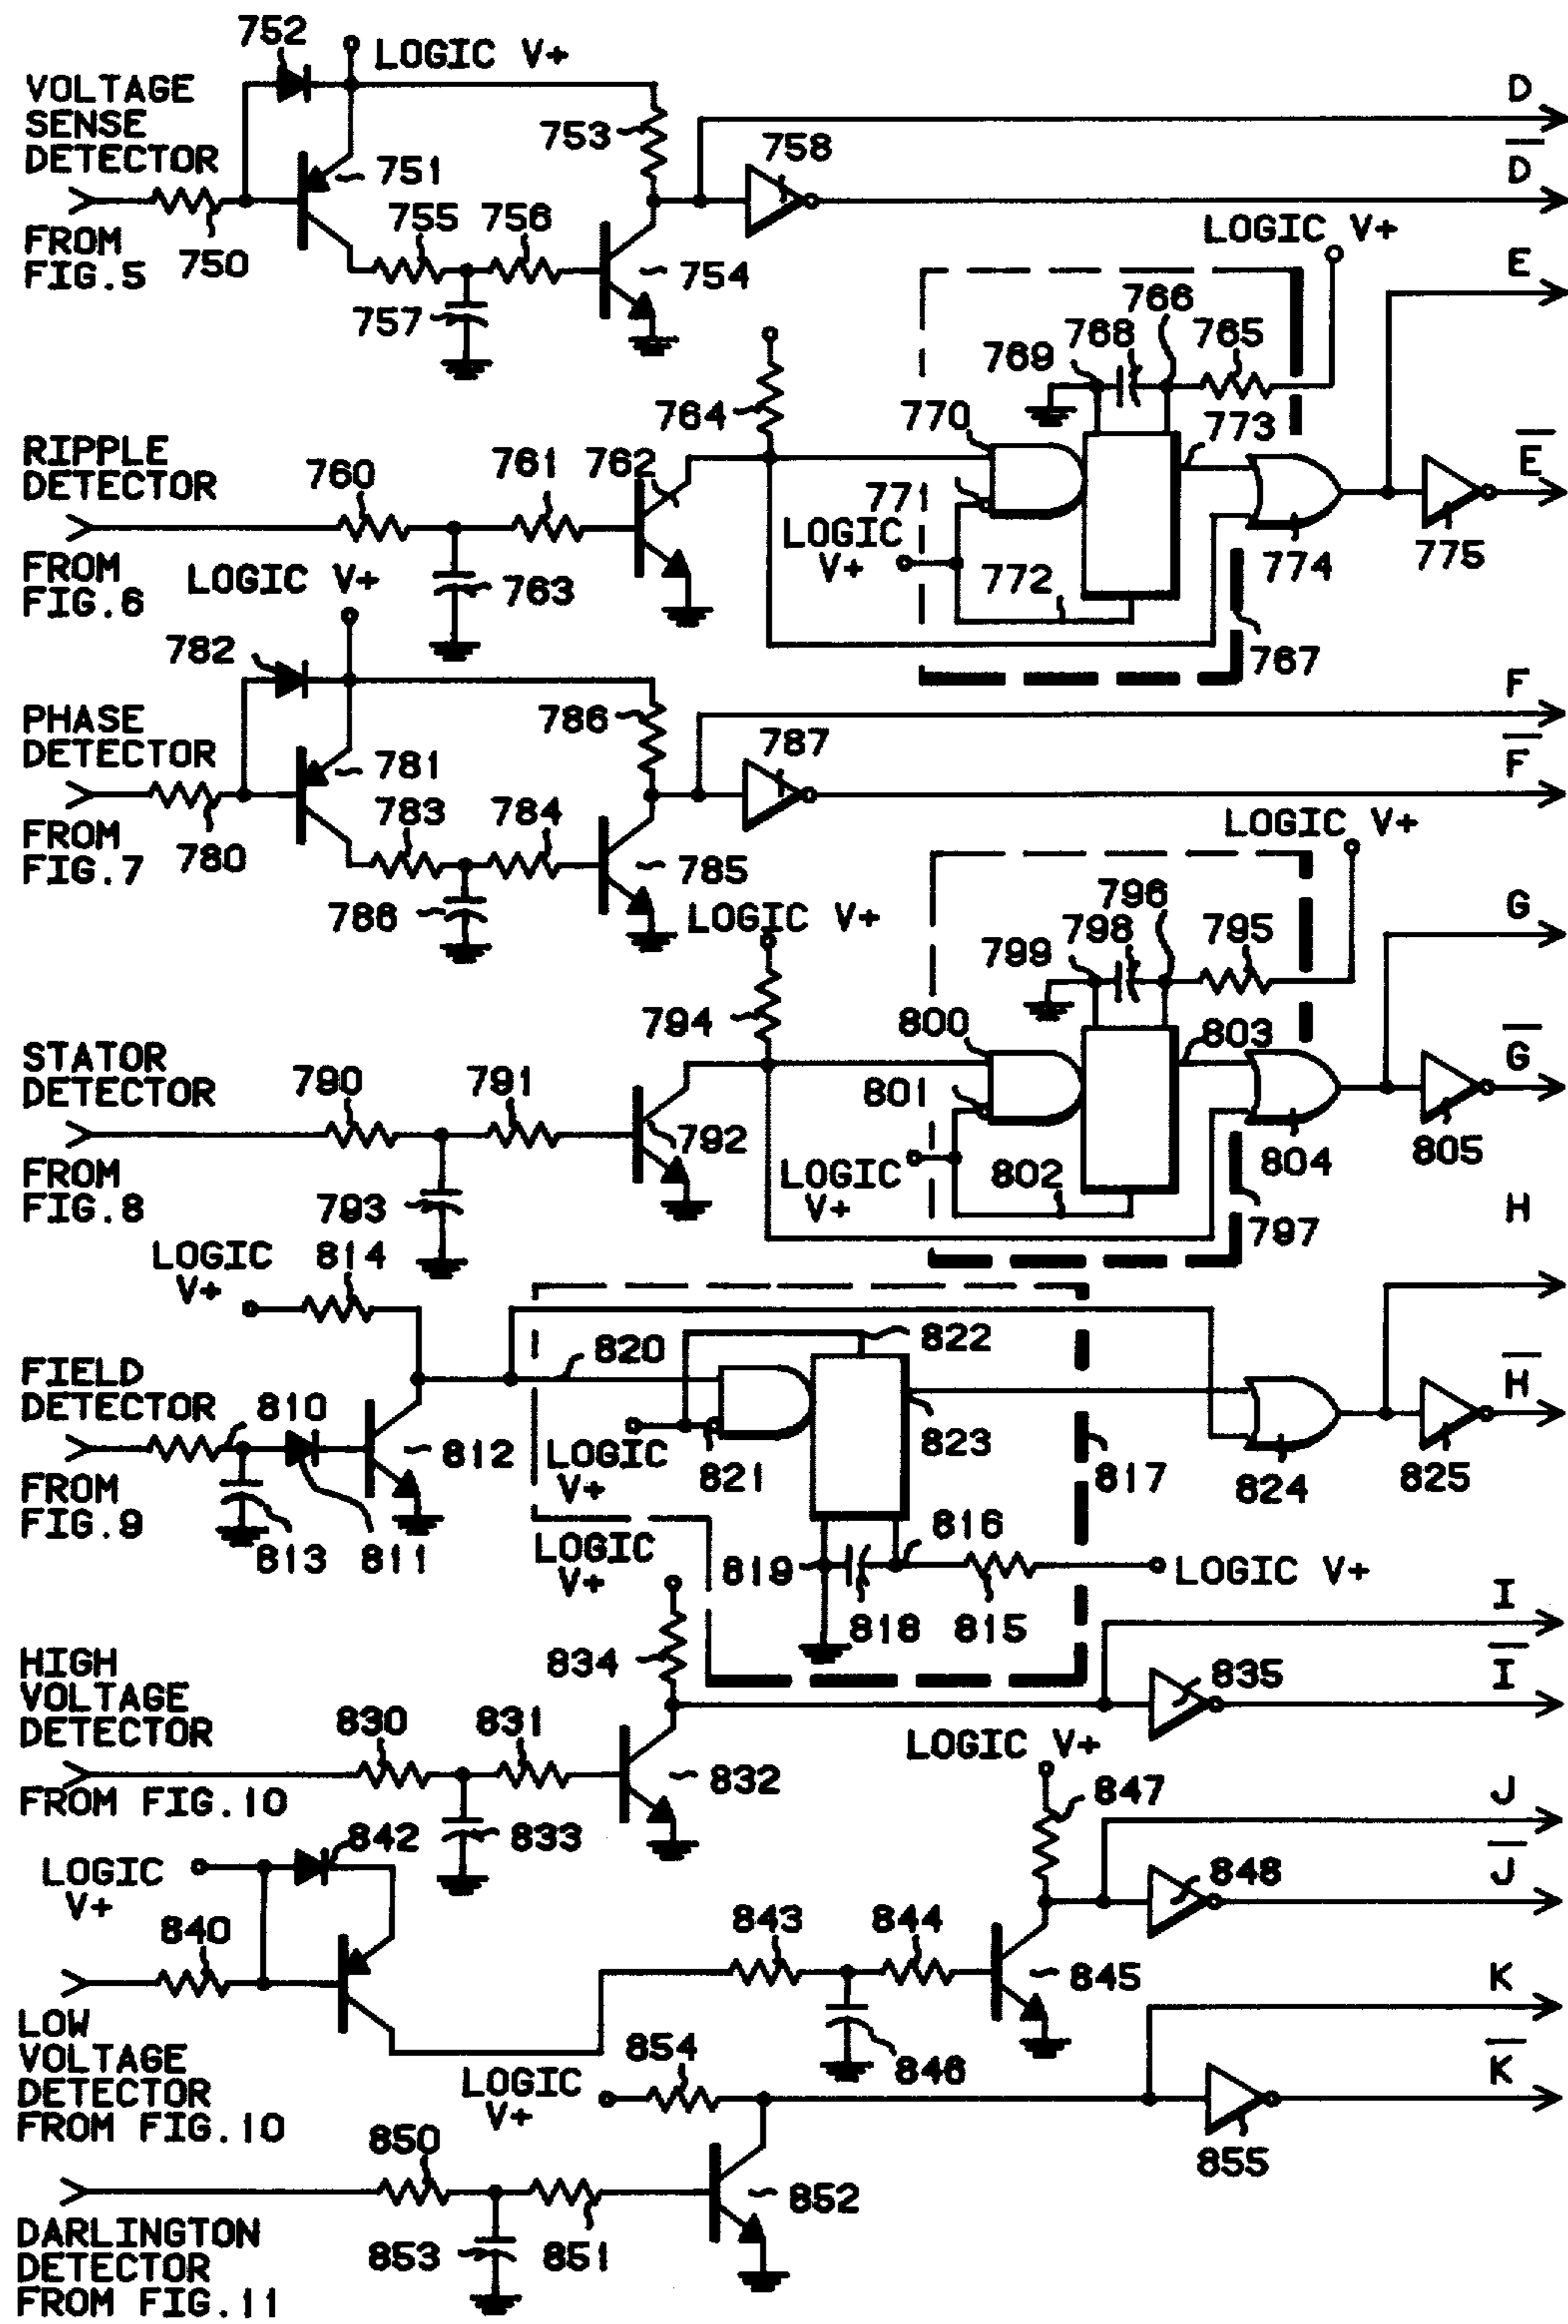 752
LOGIC V+
VOLTAGE
SENSE
DETECTOR
753
758
D
D̅
751
755
756
754
FROM
FIG.5
750
757
LOGIC V+
E
766
769
768
765
764
770
773
E̅
RIPPLE
DETECTOR
760
761
762
771
LOGIC
V+
772
774
775
FROM
FIG.6
LOGIC V+
763
767
782
F
PHASE
DETECTOR
786
787
F̅
781
783
784
785
FROM
FIG.7
780
786
LOGIC V+
LOGIC V+
796
G
799
798
795
794
800
803
G̅
STATOR
DETECTOR
790
791
792
801
LOGIC
V+
802
804
805
FROM
FIG.8
793
797
H
LOGIC
V+
814
820
822
H̅
FIELD
DETECTOR
810
812
LOGIC
V+
821
823
817
824
825
FROM
FIG.9
813
811
LOGIC
V+
816
819
LOGIC V+
818
815
I
834
HIGH
VOLTAGE
DETECTOR
835
I̅
830
831
832
LOGIC V+
FROM FIG.10
833
847
J
842
LOGIC
V+
848
J̅
840
843
844
845
K
LOW
VOLTAGE
DETECTOR
FROM FIG.10
854
846
LOGIC
V+
K̅
855
850
852
DARLINGTON
DETECTOR
FROM FIG.11
853
851